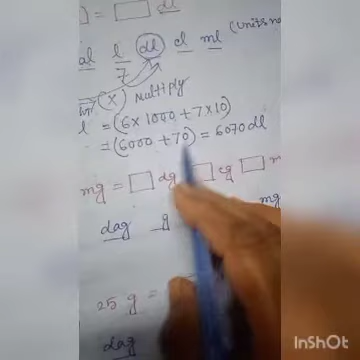 ) = □ dl
al l dl cl ml (Units
7
(x) Multiply
l = (6 x 1000 + 7 x 10)
= (6000 + 70) = 6070 dl
mg = □ dg □ cg □
dag g mg
25 g =
dag
InShOt